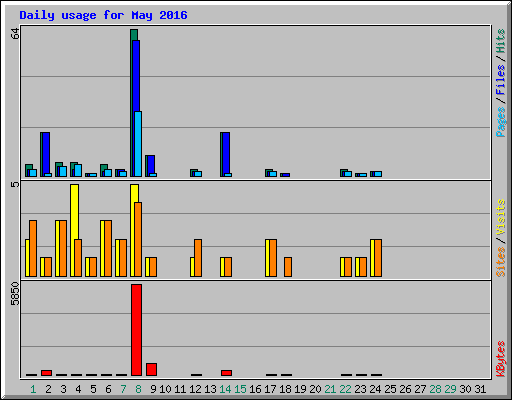 Daily usage for May 2016
64
Pages / Files / Hits
5
Sites / Visits
5850
KBytes
1 2 3 4 5 6 7 8 9 10 11 12 13 14 15 16 17 18 19 20 21 22 23 24 25 26 27 28 29 30 31